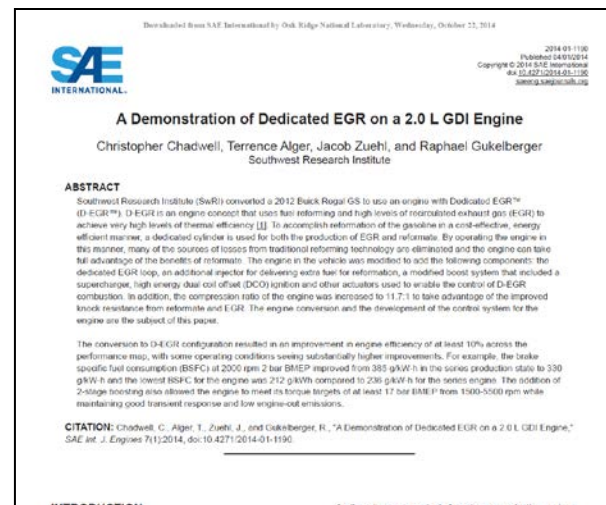 Downloaded from SAE International by Oak Ridge National Laboratory, Wednesday, October 22, 2014
2014-01-1190
Published 04/01/2014
Copyright © 2014 SAE International
doi:10.4271/2014-01-1190
saeeng.saejournals.org
SAE
INTERNATIONAL.
A Demonstration of Dedicated EGR on a 2.0 L GDI Engine
Christopher Chadwell, Terrence Alger, Jacob Zuehl, and Raphael Gukelberger
Southwest Research Institute
ABSTRACT
Southwest Research Institute (SwRI) converted a 2012 Buick Regal GS to use an engine with Dedicated EGR™
(D-EGR™). D-EGR is an engine concept that uses fuel reforming and high levels of recirculated exhaust gas (EGR) to
achieve very high levels of thermal efficiency [1]. To accomplish reformation of the gasoline in a cost-effective, energy
efficient manner, a dedicated cylinder is used for both the production of EGR and reformate. By operating the engine in
this manner, many of the sources of losses from traditional reforming technology are eliminated and the engine can take
full advantage of the benefits of reformate. The engine in the vehicle was modified to add the following components: the
dedicated EGR loop, an additional injector for delivering extra fuel for reformation, a modified boost system that included a
supercharger, high energy dual coil offset (DCO) ignition and other actuators used to enable the control of D-EGR
combustion. In addition, the compression ratio of the engine was increased to 11.7:1 to take advantage of the improved
knock resistance from reformate and EGR. The engine conversion and the development of the control system for the
engine are the subject of this paper.
The conversion to D-EGR configuration resulted in an improvement in engine efficiency of at least 10% across the
performance map, with some operating conditions seeing substantially higher improvements. For example, the brake
specific fuel consumption (BSFC) at 2000 rpm 2 bar BMEP improved from 385 g/kW-h in the series production state to 330
g/kW-h and the lowest BSFC for the engine was 212 g/kWh compared to 236 g/kW-h for the series engine. The addition of
2-stage boosting also allowed the engine to meet its torque targets of at least 17 bar BMEP from 1500-5500 rpm while
maintaining good transient response and low engine-out emissions.
CITATION: Chadwell, C., Alger, T., Zuehl, J., and Gukelberger, R., "A Demonstration of Dedicated EGR on a 2.0 L GDI Engine,"
SAE Int. J. Engines 7(1):2014, doi:10.4271/2014-01-1190.
INTRODUCTION